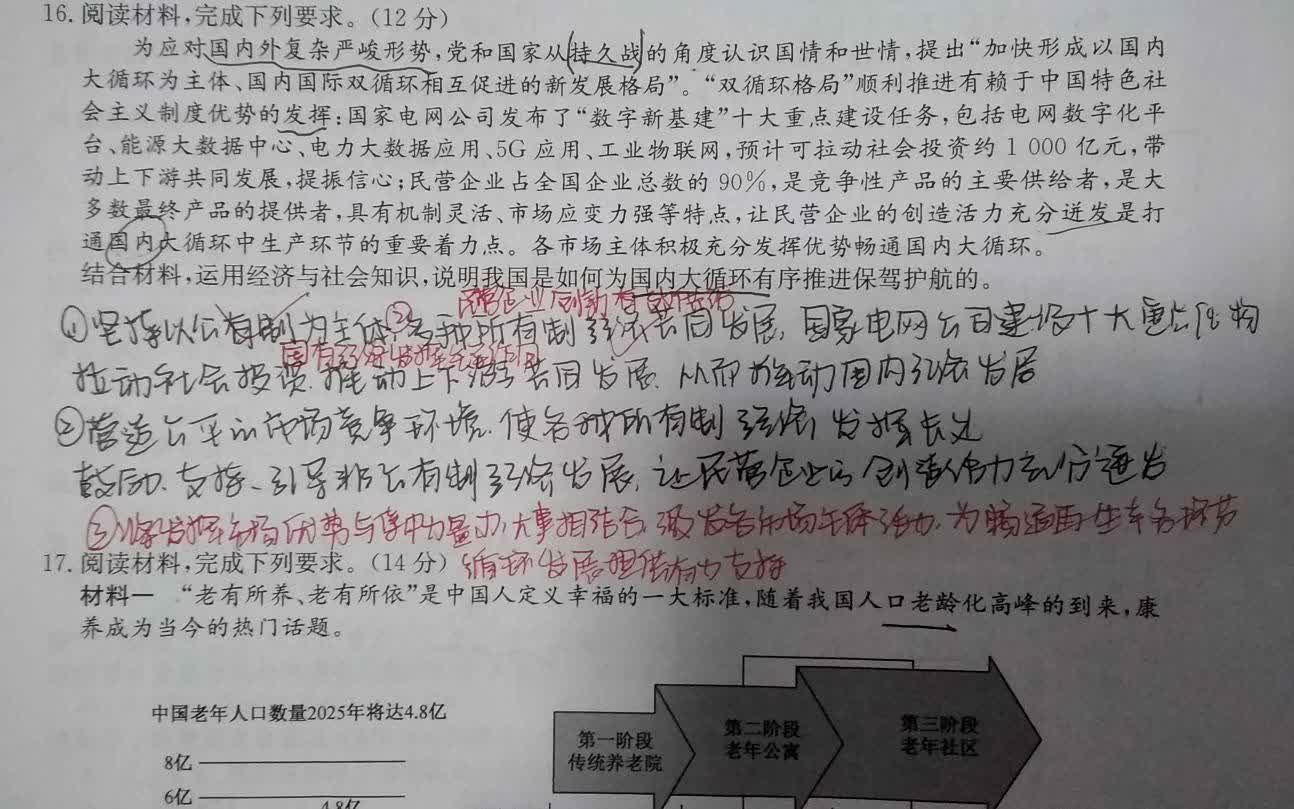 16. 阅读材料,完成下列要求。(12 分)
为应对国内外复杂严峻形势,党和国家从持久战的角度认识国情和世情,提出“加快形成以国内
大循环为主体、国内国际双循环相互促进的新发展格局”。“双循环格局”顺利推进有赖于中国特色社
会主义制度优势的发挥:国家电网公司发布了“数字新基建”十大重点建设任务,包括电网数字化平
台、能源大数据中心、电力大数据应用、5G 应用、工业物联网,预计可拉动社会投资约 1 000 亿元,带
动上下游共同发展,提振信心;民营企业占全国企业总数的 90%,是竞争性产品的主要供给者,是大
多数最终产品的提供者,具有机制灵活、市场应变力强等特点,让民营企业的创造活力充分迸发是打
通国内大循环中生产环节的重要着力点。各市场主体积极充分发挥优势畅通国内大循环。
结合材料,运用经济与社会知识,说明我国是如何为国内大循环有序推进保驾护航的。
民营企业创新
①坚持以公有制为主体 ② 多种所有制经济共同发展,国家电网公司建设十大重点任务
国有经济发挥主导作用
拉动社会投资,推动上下游共同发展,从而推动国内经济发展
②营造公平的市场竞争环境,使各种所有制经济发挥长处
鼓励、支持、引导非公有制经济发展,让民营企业的创造活力充分迸发
③ 发挥市场优势与集中力量办大事相结合,激发各市场主体活力,为畅通再生产各环节
17. 阅读材料,完成下列要求。(14 分)
循环发展提供有力支持
材料一 “老有所养、老有所依”是中国人定义幸福的一大标准,随着我国人口老龄化高峰的到来,康
养成为当今的热门话题。
中国老年人口数量2025年将达4.8亿
8亿
6亿
4.8亿
第一阶段
传统养老院
第二阶段
老年公寓
第三阶段
老年社区